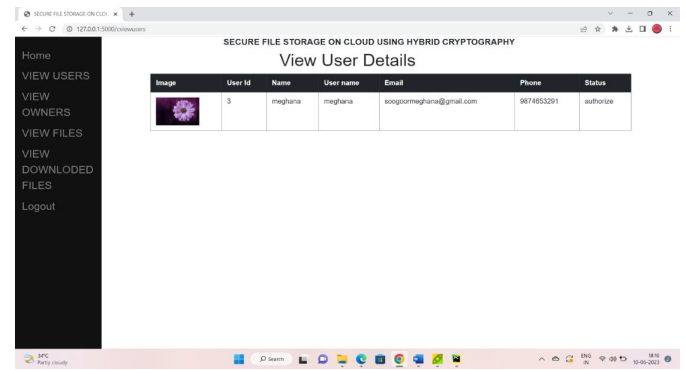 SECURE FILE STORAGE ON CLO
127.0.0.1:5000/cviewusers
SECURE FILE STORAGE ON CLOUD USING HYBRID CRYPTOGRAPHY
View User Details
Home
VIEW USERS
VIEW
OWNERS
VIEW FILES
VIEW
DOWNLODED
FILES
Logout
Image User Id Name User name Email Phone Status
3 meghana meghana soogoormeghana@gmail.com 9874653291 authorize
34°C
Partly cloudy
Search
ENG
IN
18:16
10-06-2023